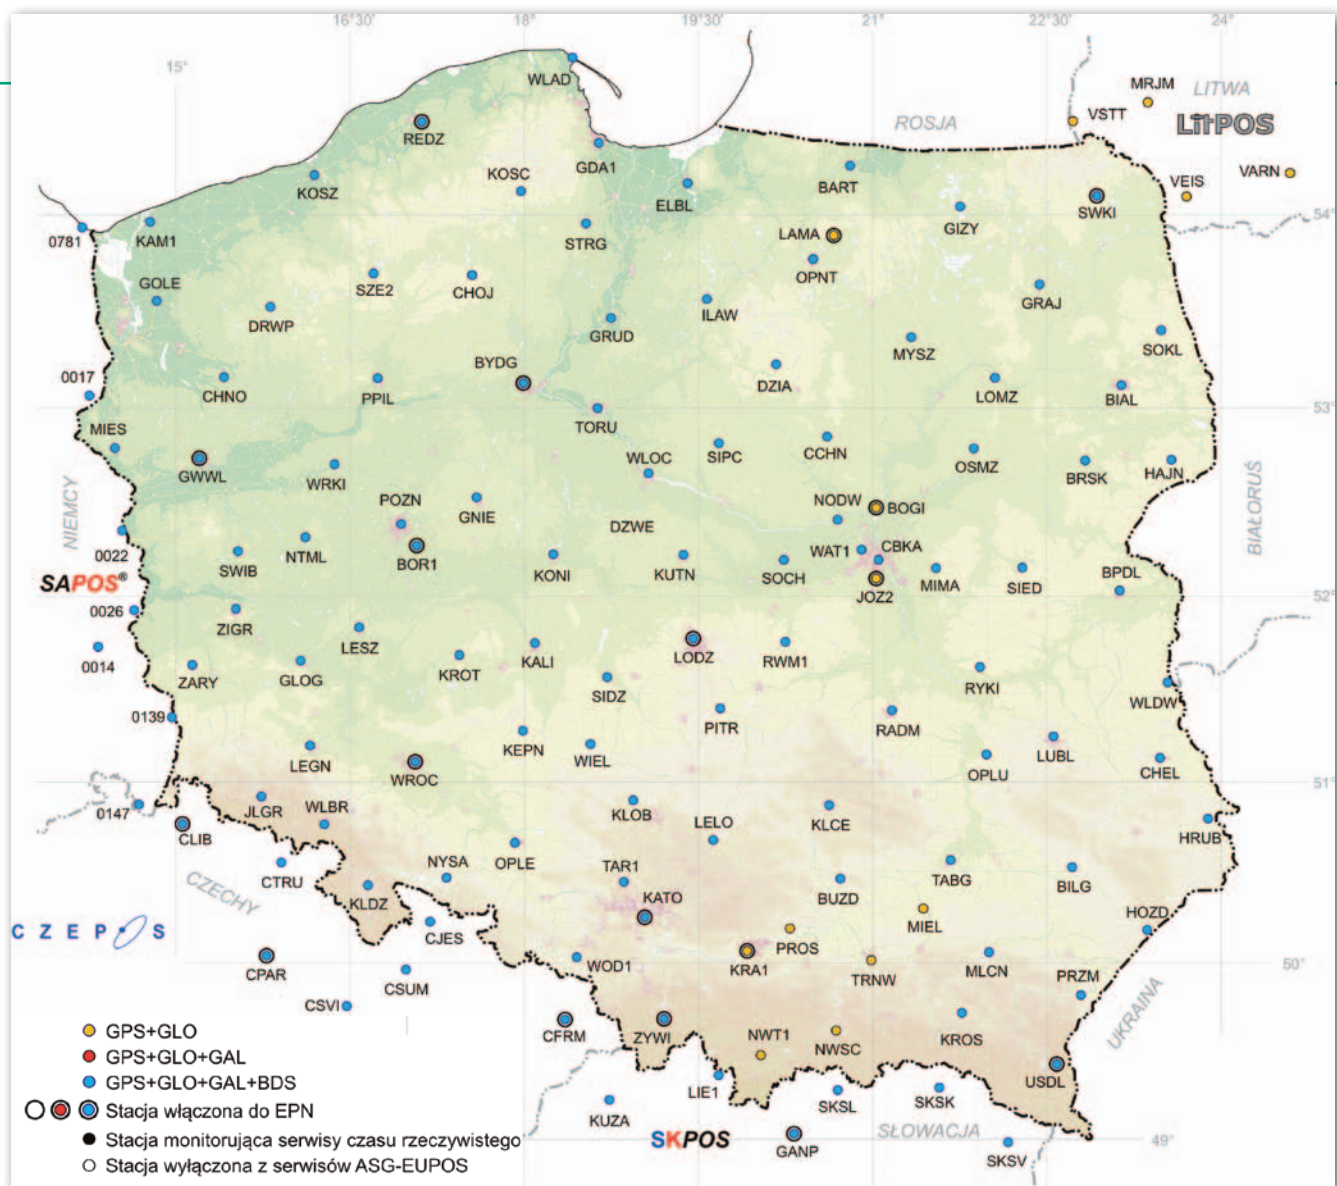 16°30' 18° 19°30' 21° 22°30' 24°
15°
WLAD
MRJM
LITWA
VSTT
LitPOS
ROSJA
REDZ
GDA1
KOSC
BART
VARN
VEIS
KOSZ
ELBL
SWKI
54°
0781
KAM1
STRG
LAMA
GIZY
OPNT
GOLE
SZE2
CHOJ
GRAJ
DRWP
ILAW
GRUD
MYSZ
SOKL
BYDG
0017
CHNO
PPIL
DZIA
LOMZ
BIAL
53°
MIES
TORU
GWWL
WRKI
WLOC
SIPC
CCHN
OSMZ
BRSK
HAJN
NIEMCY
POZN
GNIE
NODW
BOGI
BIAŁORUŚ
DZWE
0022
SWIB
NTML
BOR1
KONI
KUTN
SOCH
WAT1
CBKA
MIMA
SIED
BPDL
SAPOS®
JOZ2
52°
0026
ZIGR
LESZ
0014
ZARY
GLOG
KROT
KALI
LODZ
RWM1
SIDZ
RYKI
WLDW
0139
PITR
RADM
KEPN
WIEL
LEGN
WROC
OPLU
LUBL
CHEL
51°
0147
JLGR
WLBR
KLOB
LELO
KLCE
HRUB
CLIB
CTRU
NYSA
OPLE
TAR1
TABG
BILG
CZECHY
KLDZ
KATO
BUZD
MIEL
HOZD
CZEPOS
CJES
PROS
CPAR
CSUM
WOD1
KRA1
TRNW
MLCN
PRZM
50°
CSVI
UKRAINA
GPS+GLO
CFRM
ZYWI
NWT1
NWSC
KROS
GPS+GLO+GAL
GPS+GLO+GAL+BDS
USDL
LIE1
SKSL
SKSK
Stacja włączona do EPN
KUZA
Stacja monitorująca serwisy czasu rzeczywistego
SKPOS
GANP
SŁOWACJA
49°
SKSV
Stacja wyłączona z serwisów ASG-EUPOS